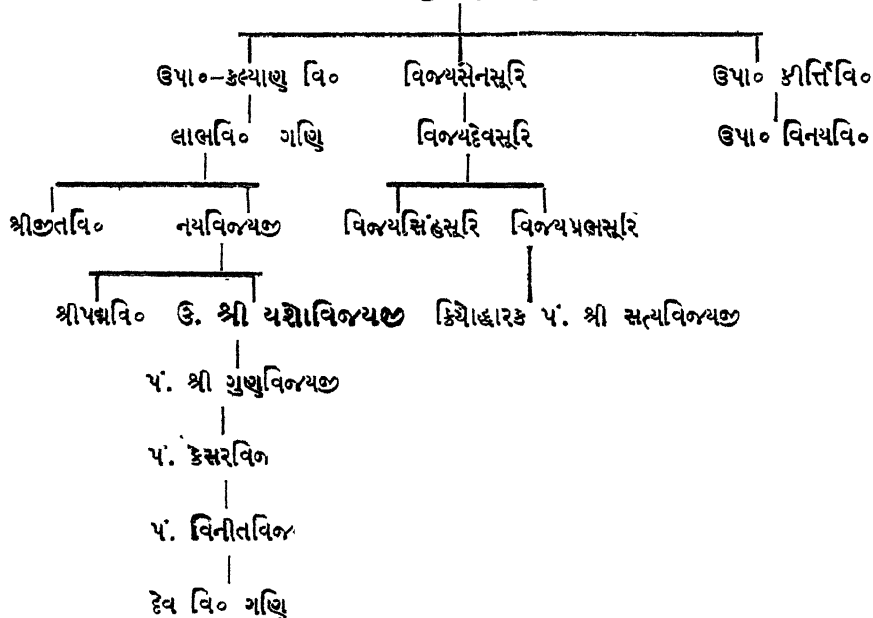 ઉપા૦-કલ્યાણ વિ૦ વિજયસેનસૂરિ ઉપા૦ કીર્ત્તિવિ૦
લાભવિ૦ ગણિ વિજયદેવસૂરિ ઉપા૦ વિનયવિ૦
શ્રીજીતવિ૦ નયવિજયજી વિજયસિંહસૂરિ વિજયપ્રભસૂરિ
શ્રીપદ્મવિ૦ ઉ. શ્રી યશોવિજયજી ક્રિયોદ્ધારક પં. શ્રી સત્યવિજયજી
પં. શ્રી ગુણવિજયજી
પં. કેસરવિજ
પં. વિનીતવિજ
દેવ વિ૦ ગણિ